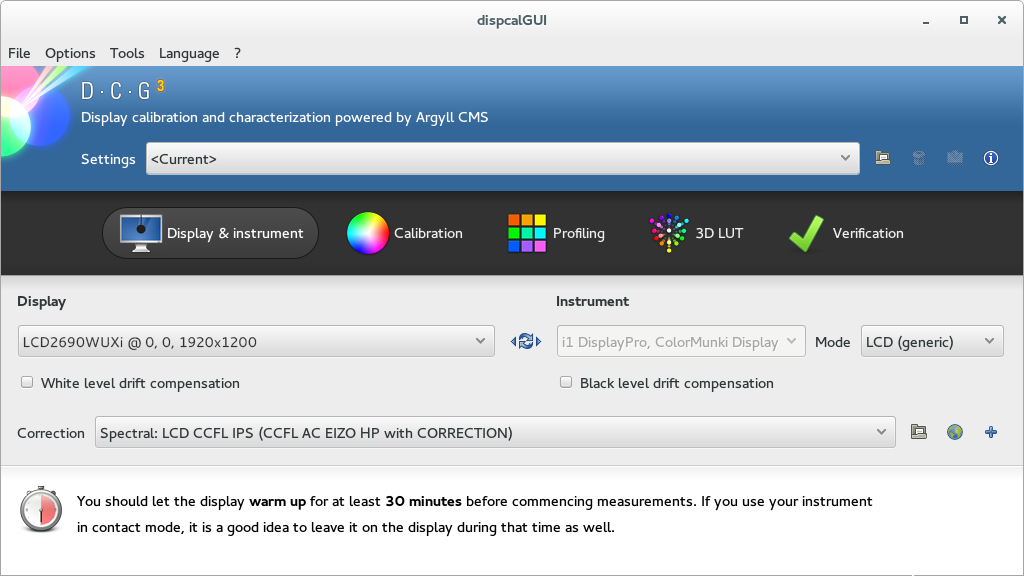 dispcalGUI
File Options Tools Language ?
D·C·G 3
Display calibration and characterization powered by Argyll CMS
Settings <Current>
Display & instrument Calibration Profiling 3D LUT Verification
Display Instrument
LCD2690WUXi @ 0, 0, 1920x1200 i1 DisplayPro, ColorMunki Display Mode LCD (generic)
White level drift compensation Black level drift compensation
Correction Spectral: LCD CCFL IPS (CCFL AC EIZO HP with CORRECTION)
You should let the display warm up for at least 30 minutes before commencing measurements. If you use your instrument
in contact mode, it is a good idea to leave it on the display during that time as well.